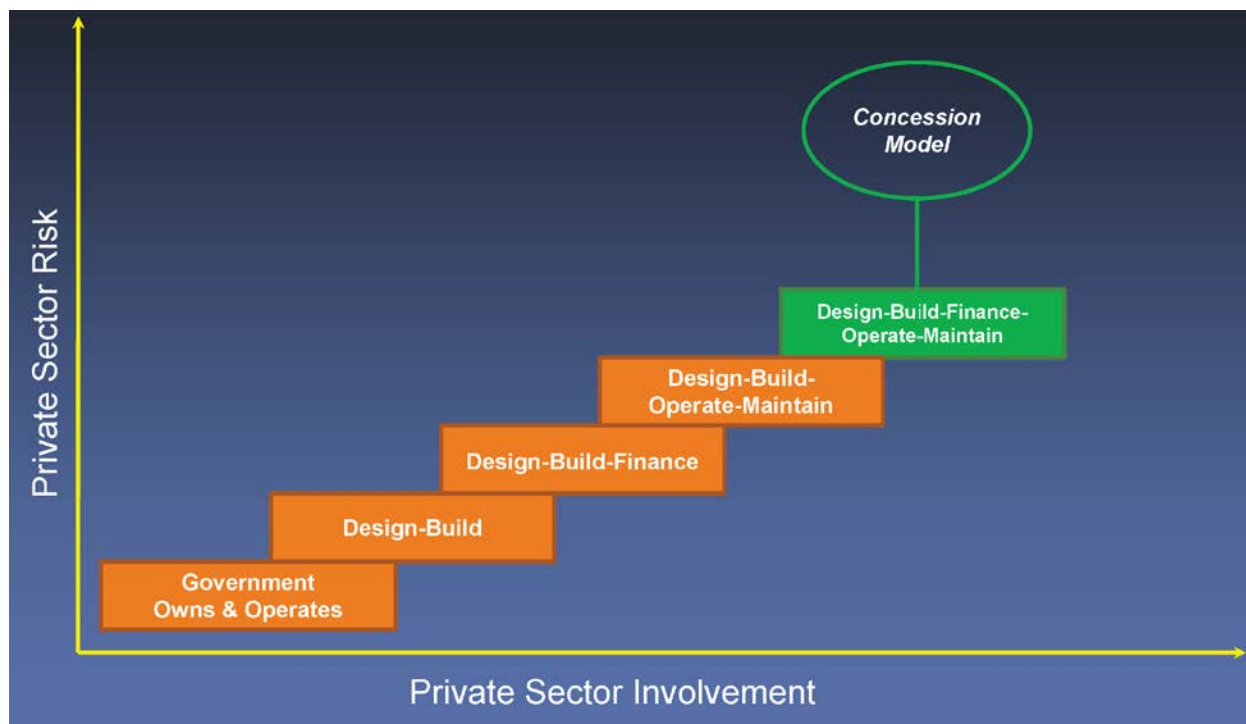 Concession
Model
Design-Build-Finance-
Operate-Maintain
Design-Build-
Operate-Maintain
Design-Build-Finance
Design-Build
Government
Owns & Operates
Private Sector Risk
Private Sector Involvement